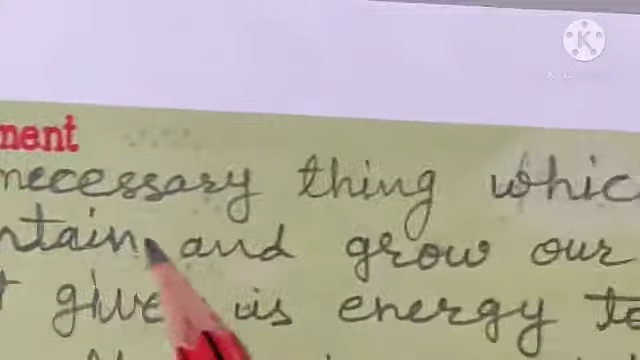 ment
necessary thing whic
ntain and grow our
give us energy to